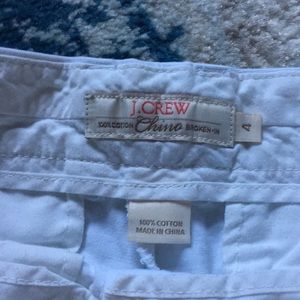 J.CREW
100% COTTON Chino BROKEN-IN
4
100% COTTON
MADE IN CHINA